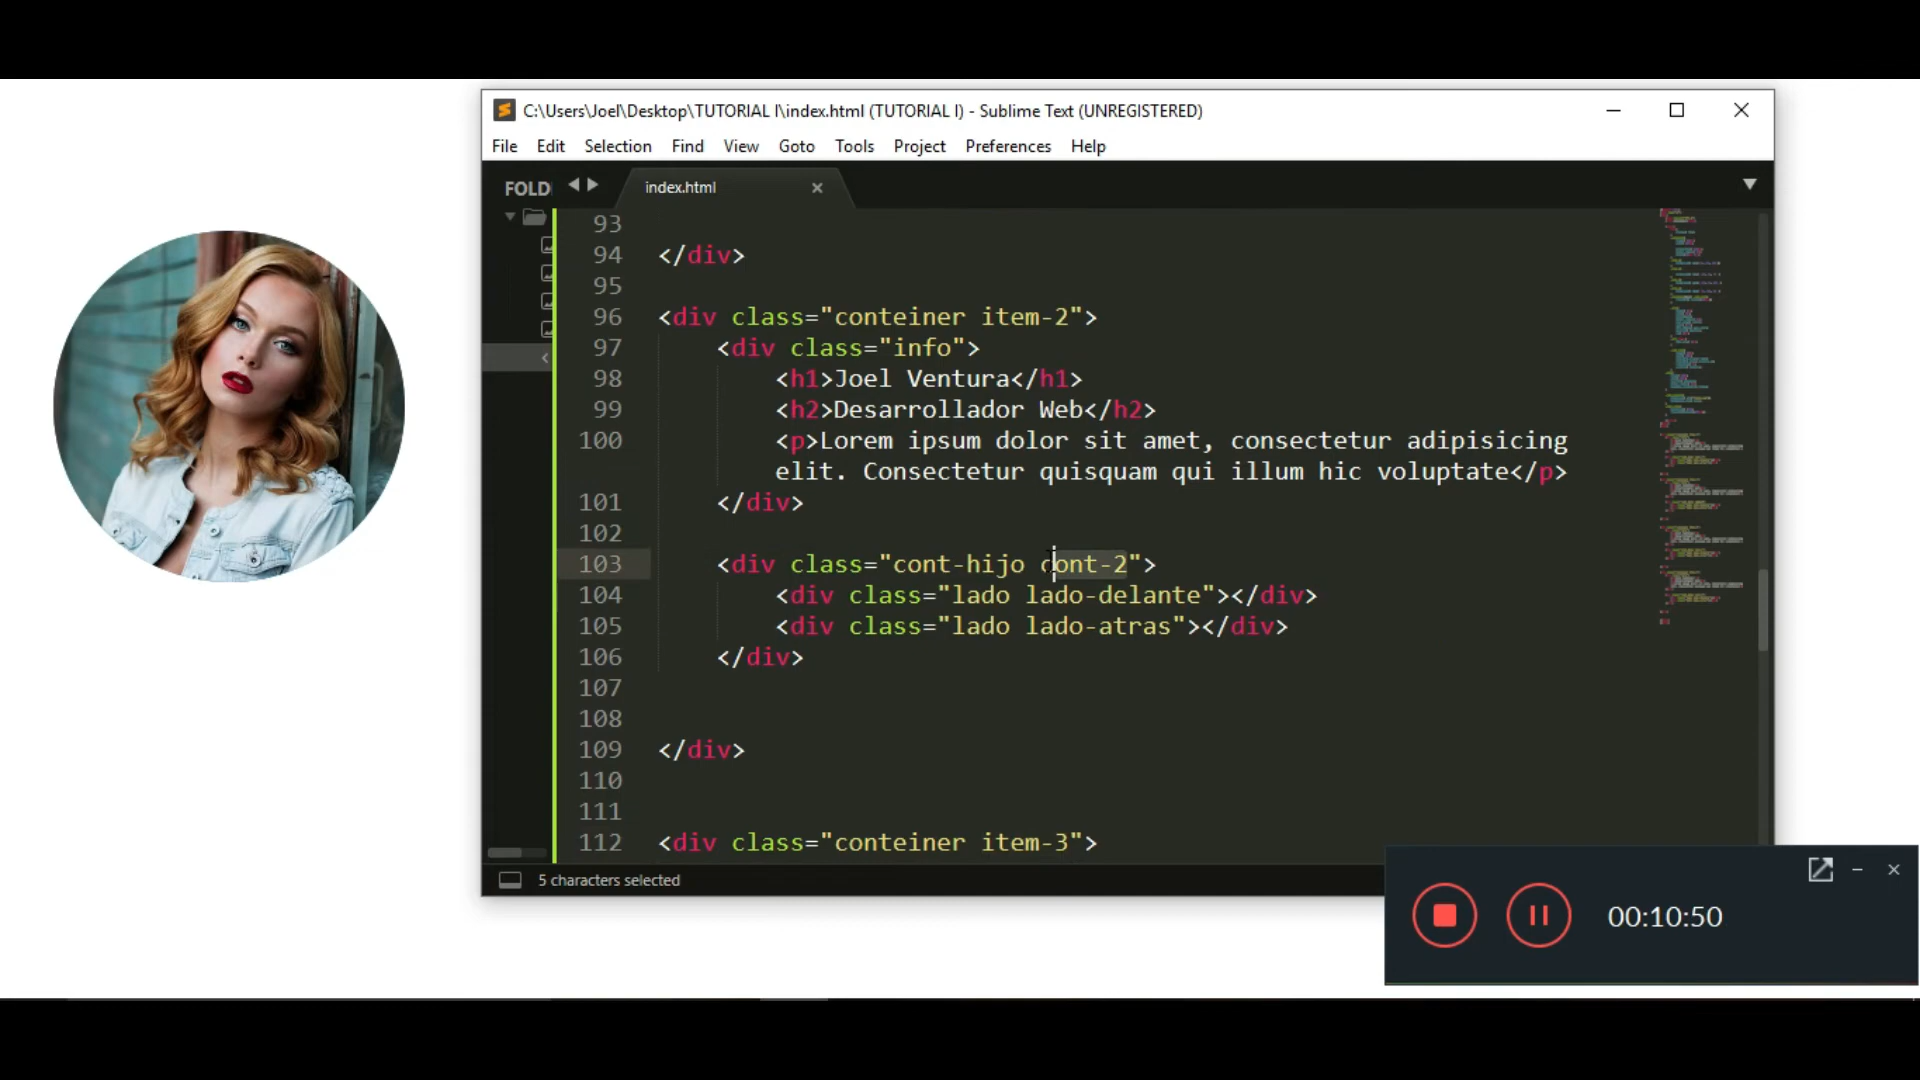 C:\Users\Joel\Desktop\TUTORIAL I\index.html (TUTORIAL I) - Sublime Text (UNREGISTERED)
File Edit Selection Find View Goto Tools Project Preferences Help
FOLD
index.html
93
94 </div>
95
96 <div class="conteiner item-2">
97 <div class="info">
98 <h1>Joel Ventura</h1>
99 <h2>Desarrollador Web</h2>
100 <p>Lorem ipsum dolor sit amet, consectetur adipisicing
elit. Consectetur quisquam qui illum hic voluptate</p>
101 </div>
102
103 <div class="cont-hijo cont-2">
104 <div class="lado lado-delante"></div>
105 <div class="lado lado-atras"></div>
106 </div>
107
108
109 </div>
110
111
112 <div class="conteiner item-3">
5 characters selected
00:10:50